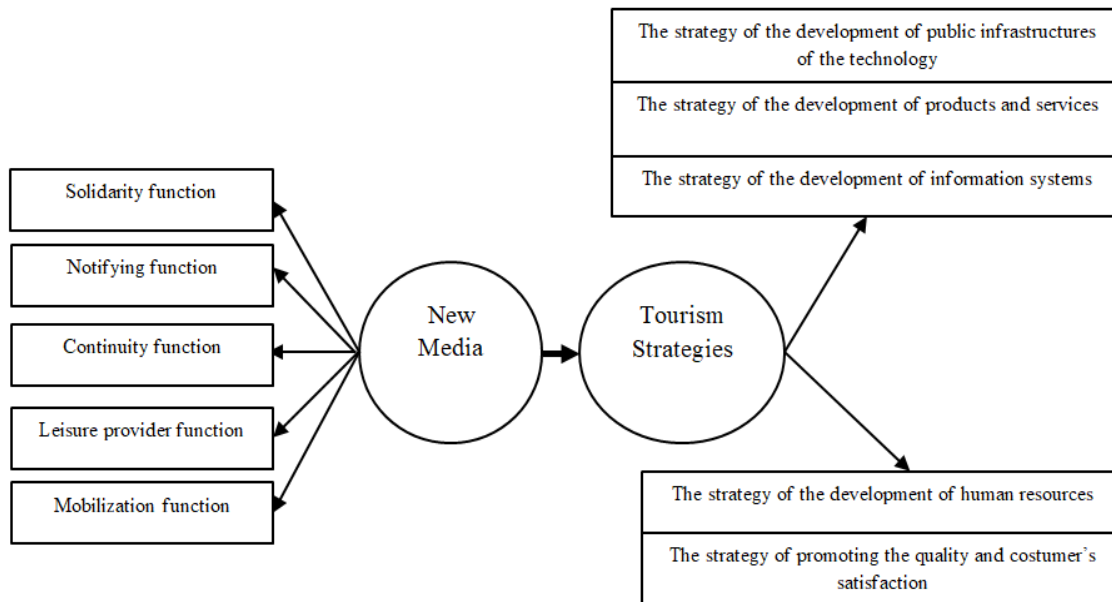 The strategy of the development of public infrastructures
of the technology
The strategy of the development of products and services
The strategy of the development of information systems
Solidarity function
Notifying function
Continuity function
Leisure provider function
Mobilization function
New
Media
Tourism
Strategies
The strategy of the development of human resources
The strategy of promoting the quality and costumer's
satisfaction